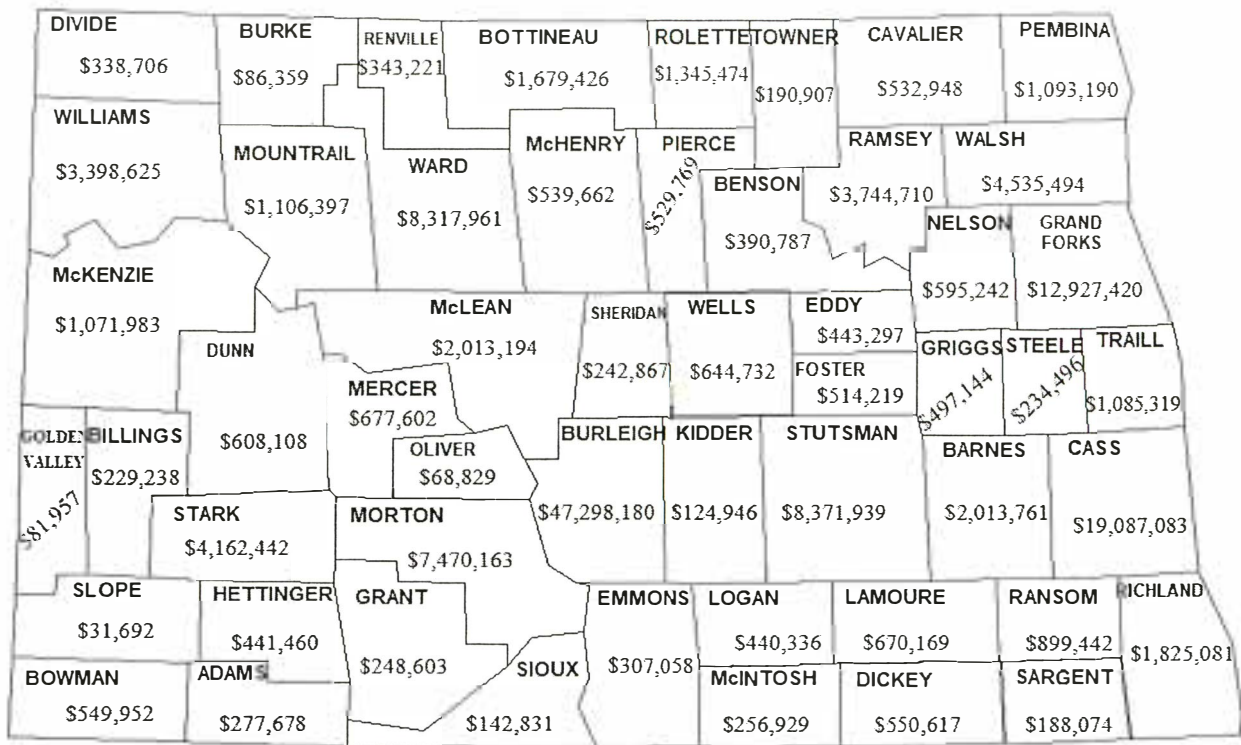 DIVIDE
$338,706
BURKE
$86,359
RENVILLE
$343,221
BOTTINEAU
$1,679,426
ROLETTE
$1,345,474
TOWNER
$190,907
CAVALIER
$532,948
PEMBINA
$1,093,190
WILLIAMS
$3,398,625
MOUNTRAIL
$1,106,397
WARD
$8,317,961
McHENRY
$539,662
PIERCE
$529,769
BENSON
$390,787
RAMSEY
$3,744,710
WALSH
$4,535,494
NELSON
$595,242
GRAND
FORKS
$12,927,420
McKENZIE
$1,071,983
DUNN
$608,108
McLEAN
$2,013,194
MERCER
$677,602
OLIVER
$68,829
SHERIDAN
$242,867
WELLS
$644,732
EDDY
$443,297
FOSTER
$514,219
GRIGGS
$497,144
STEELE
$234,496
TRAILL
$1,085,319
GOLDEN
VALLEY
$81,957
BILLINGS
$229,238
STARK
$4,162,442
MORTON
$7,470,163
BURLEIGH
$47,298,180
KIDDER
$124,946
STUTSMAN
$8,371,939
BARNES
$2,013,761
CASS
$19,087,083
SLOPE
$31,692
HETTINGER
$441,460
GRANT
$248,603
SIOUX
$142,831
EMMONS
$307,058
LOGAN
$440,336
LAMOURE
$670,169
RANSOM
$899,442
RICHLAND
$1,825,081
BOWMAN
$549,952
ADAMS
$277,678
McINTOSH
$256,929
DICKEY
$550,617
SARGENT
$188,074